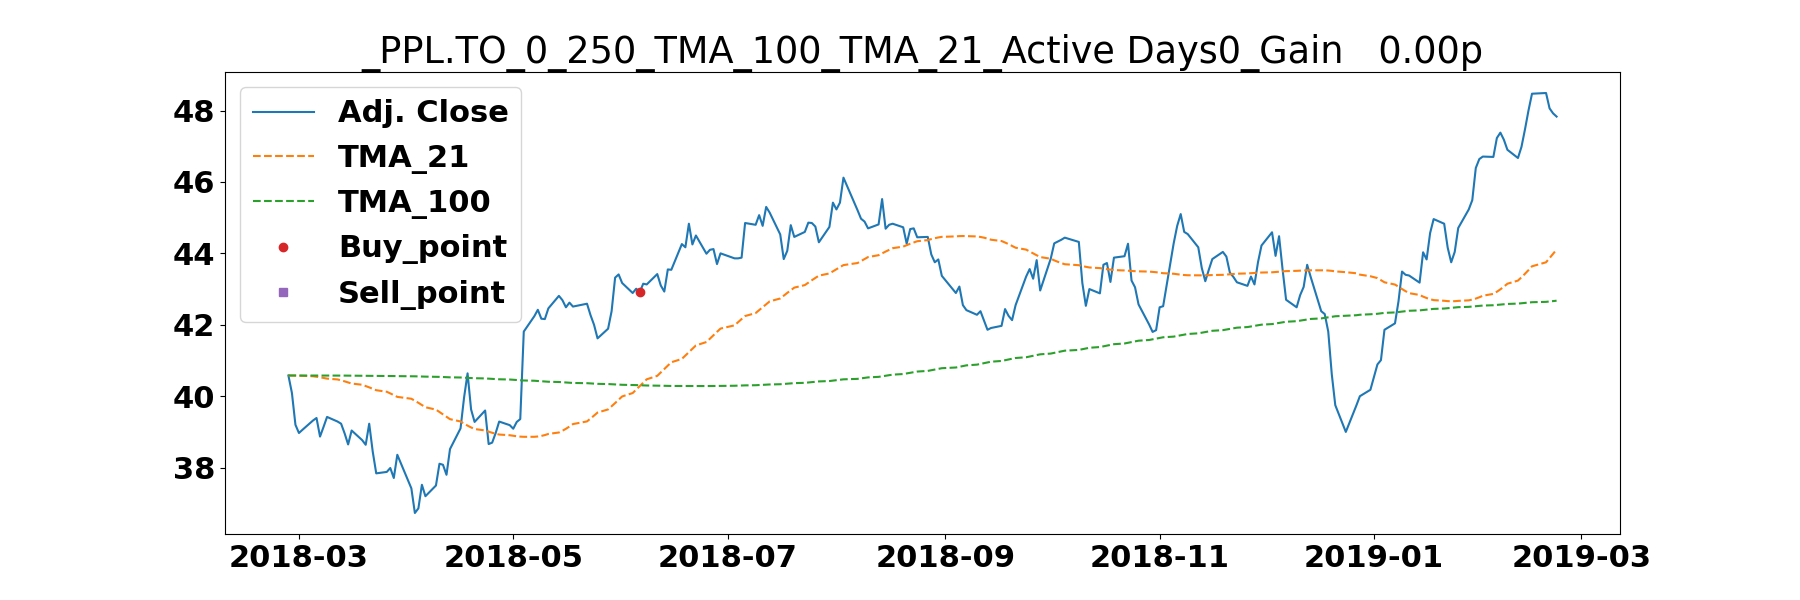 _PPL.TO_0_250_TMA_100_TMA_21_Active Days0_Gain   0.00p
Adj. Close
TMA_21
TMA_100
Buy_point
Sell_point
48
46
44
42
40
38
2018-03 2018-05 2018-07 2018-09 2018-11 2019-01 2019-03